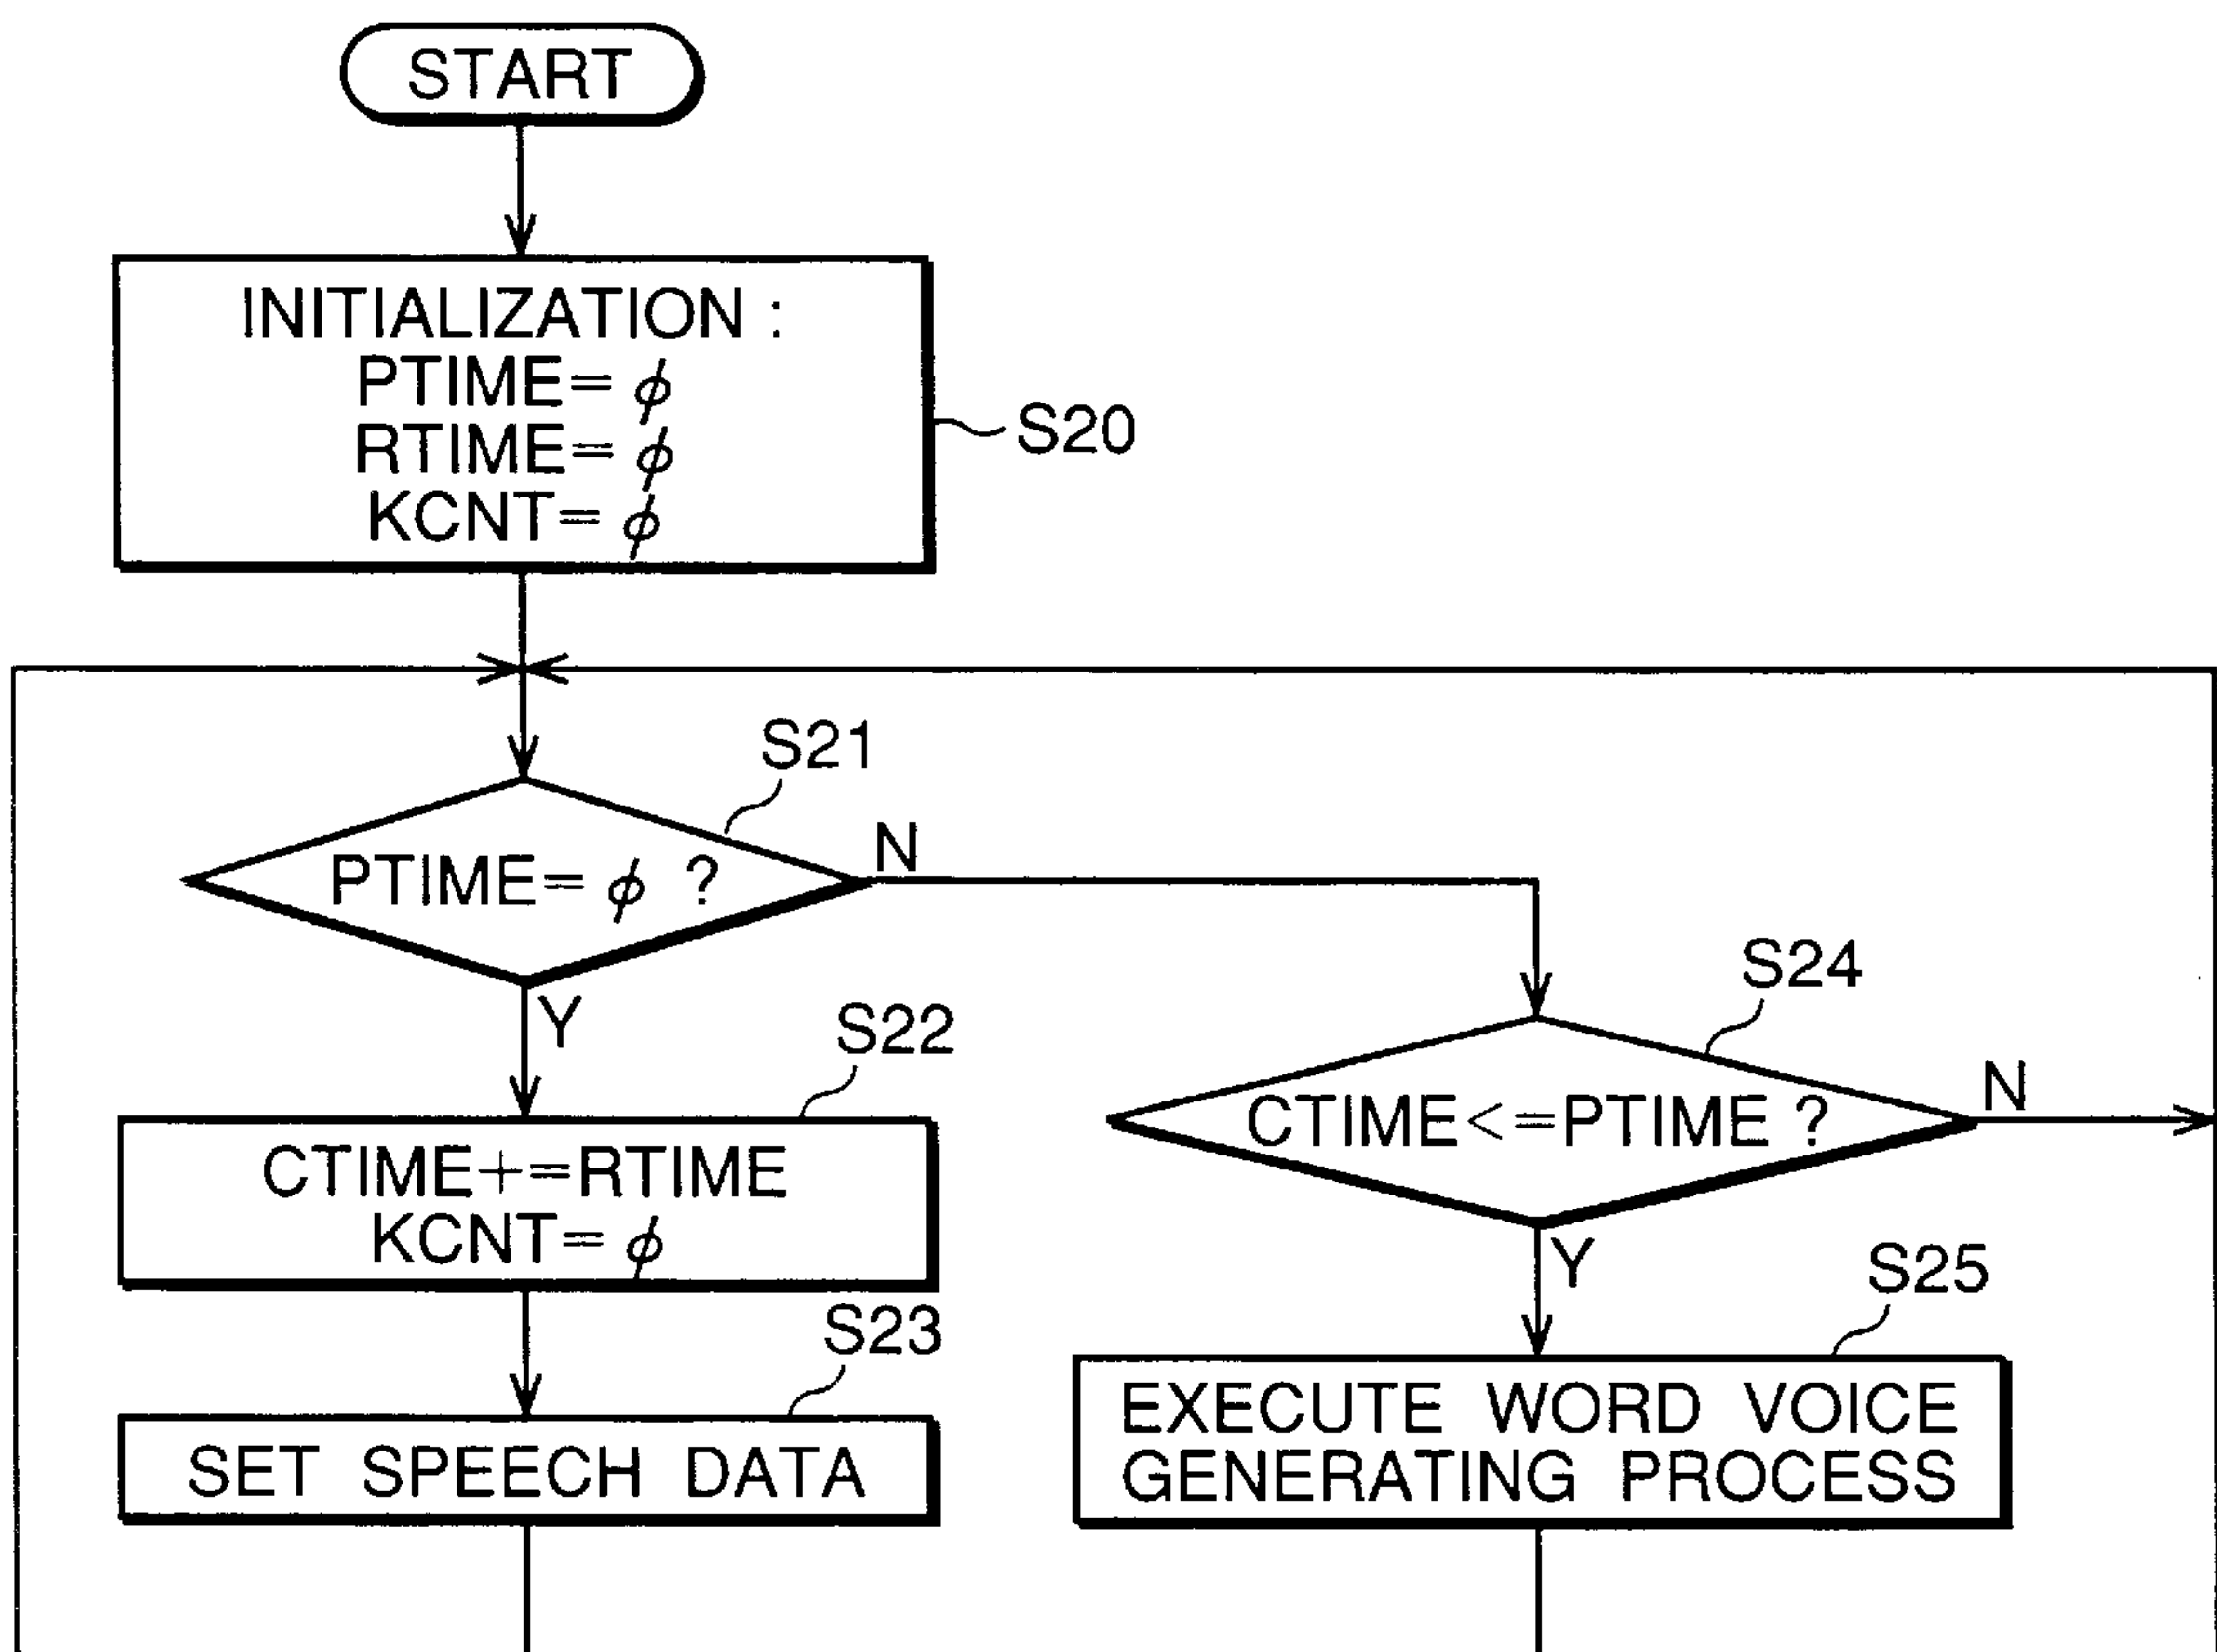 START
INITIALIZATION :
PTIME= ϕ
RTIME= ϕ
KCNT= ϕ
S20
S21
PTIME= ϕ ?
N
Y
S22
CTIME+=RTIME
KCNT= ϕ
S23
SET SPEECH DATA
S24
CTIME<=PTIME ?
N
Y
S25
EXECUTE WORD VOICE
GENERATING PROCESS